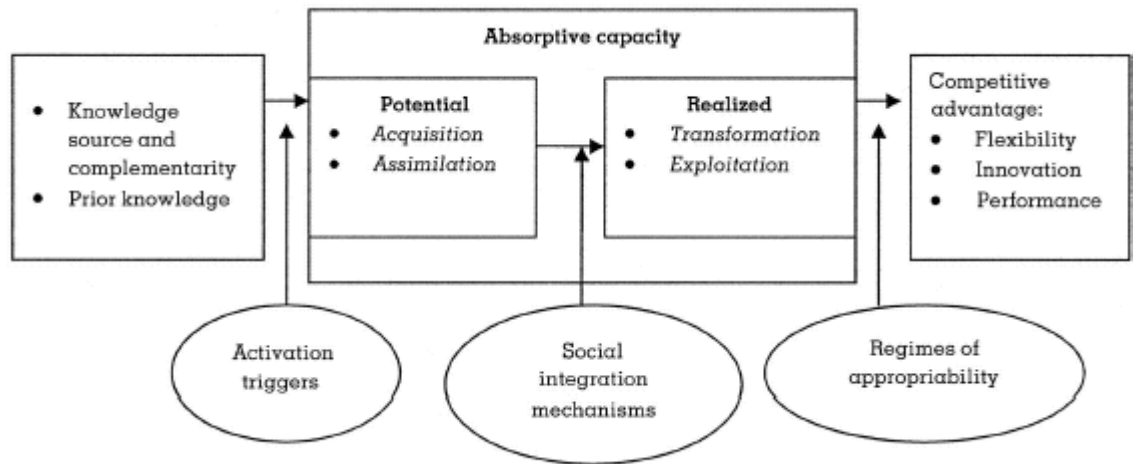 Absorptive capacity
• Knowledge
source and
complementarity
• Prior knowledge
Potential
• Acquisition
• Assimilation
Realized
• Transformation
• Exploitation
Competitive
advantage:
• Flexibility
• Innovation
• Performance
Activation
triggers
Social
integration
mechanisms
Regimes of
appropriability